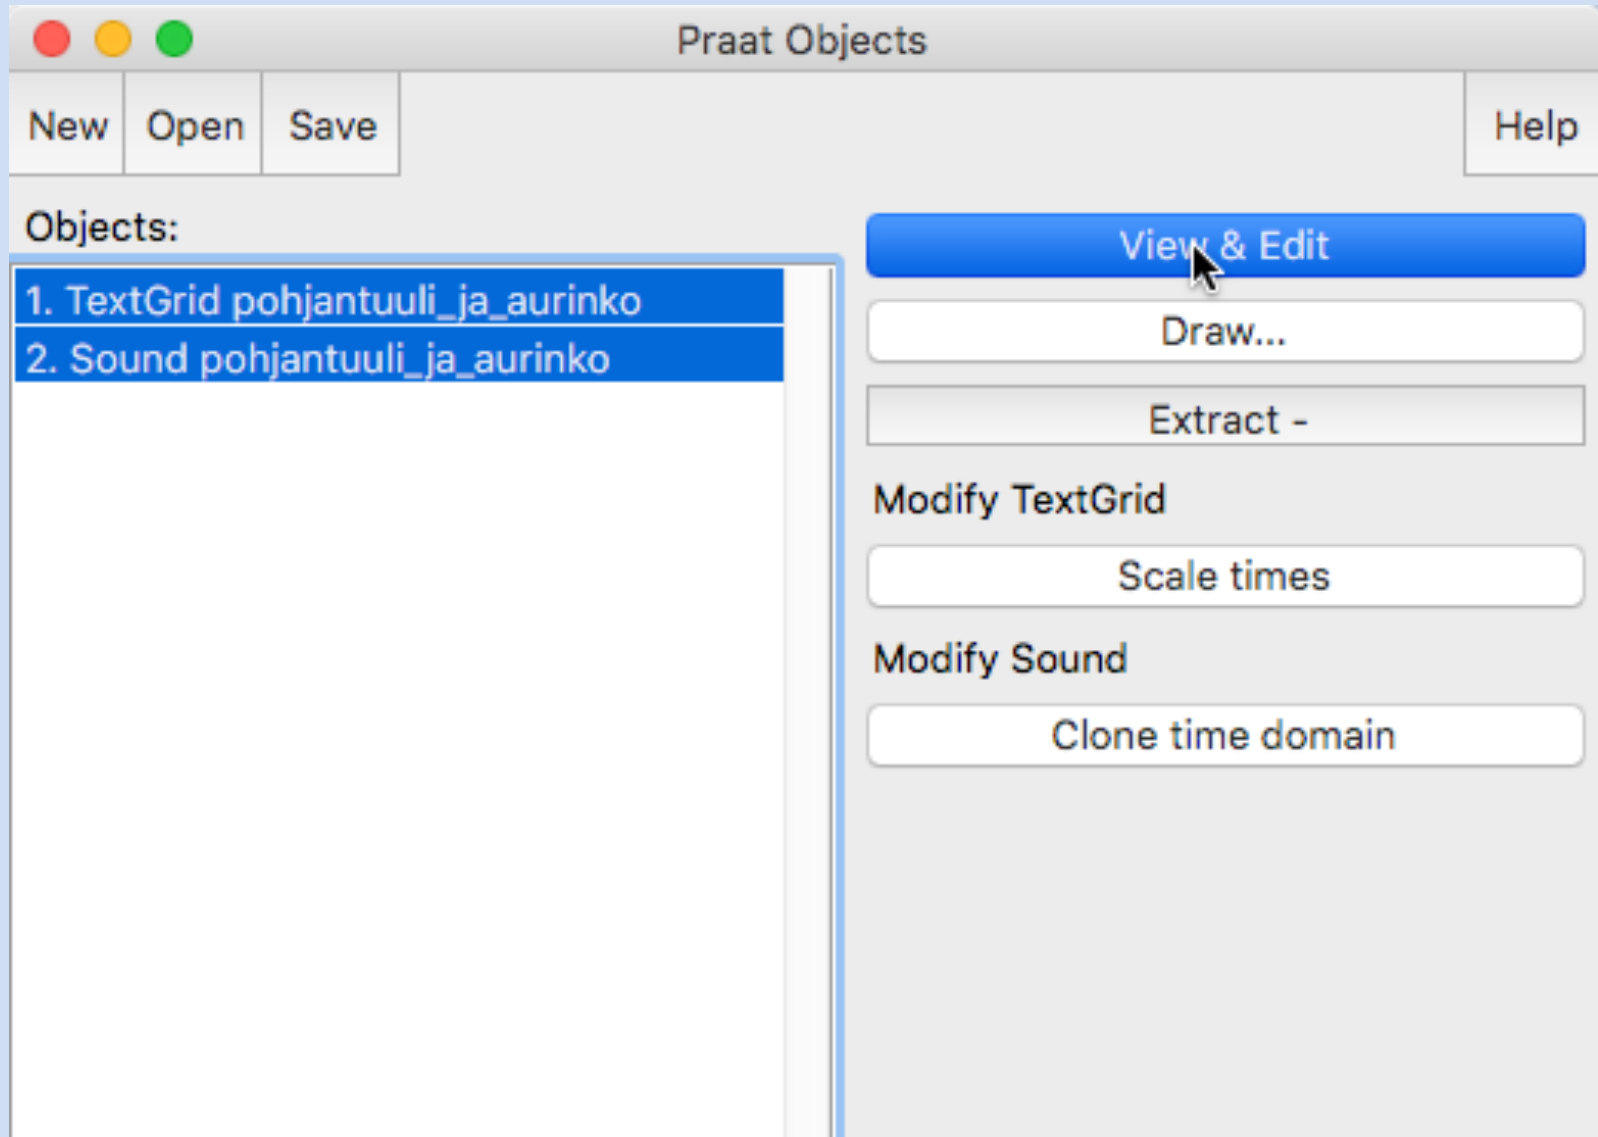 Praat Objects
New Open Save Help
Objects:
1. TextGrid pohjantuuli_ja_aurinko
2. Sound pohjantuuli_ja_aurinko
View & Edit
Draw...
Extract -
Modify TextGrid
Scale times
Modify Sound
Clone time domain